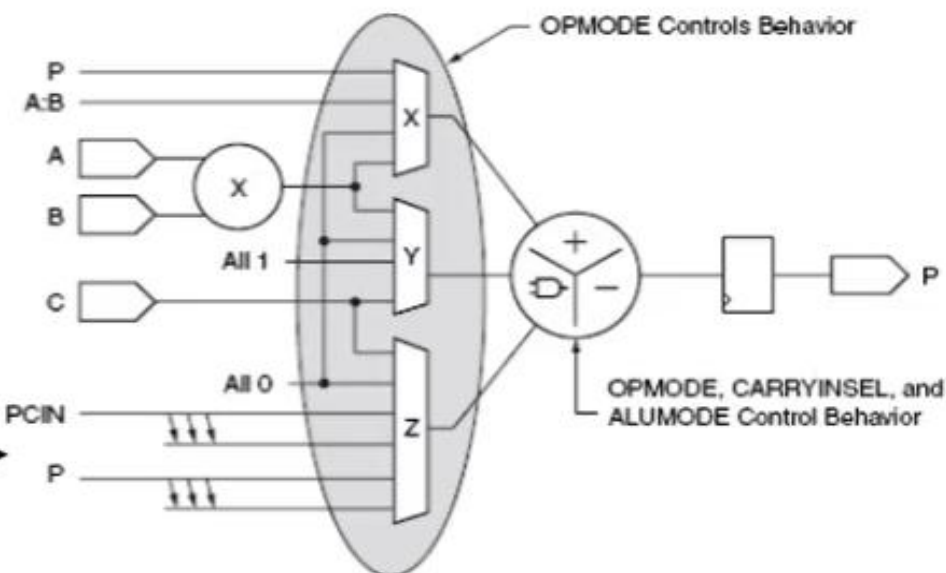 OPMODE Controls Behavior
P
A:B
X
A
X
B
All 1
Y
P
C
All 0
OPMODE, CARRYINSEL, and
ALUMODE Control Behavior
PCIN
Z
P